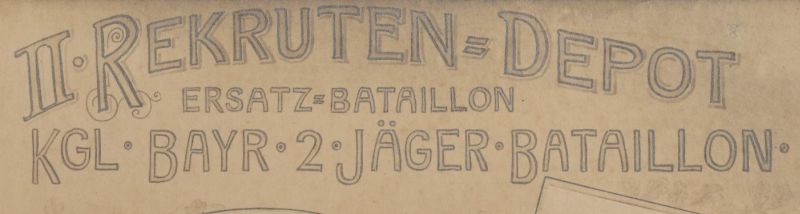 II. REKRUTEN=DEPOT
ERSATZ=BATAILLON
KGL· BAYR· 2·JÄGER·BATAILLON·